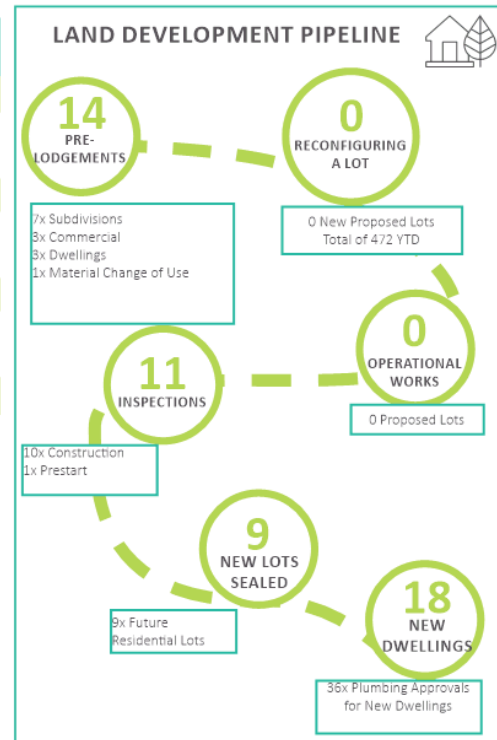 LAND DEVELOPMENT PIPELINE
14
PRE-
LODGEMENTS
7x Subdivisions
3x Commercial
3x Dwellings
1x Material Change of Use
0
RECONFIGURING
A LOT
0 New Proposed Lots
Total of 472 YTD
0
OPERATIONAL
WORKS
0 Proposed Lots
11
INSPECTIONS
10x Construction
1x Prestart
9
NEW LOTS
SEALED
9x Future
Residential Lots
18
NEW
DWELLINGS
36x Plumbing Approvals
for New Dwellings